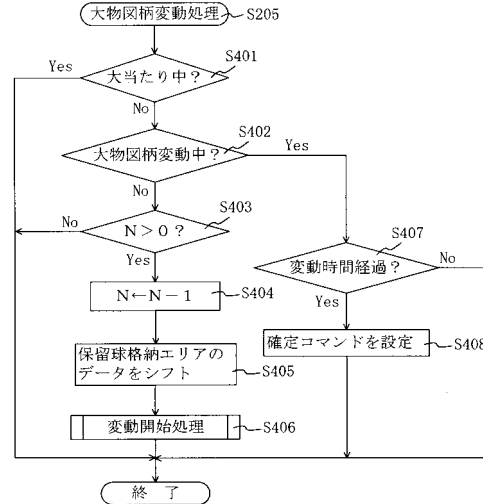 大物図柄変動処理 S205
S401
Yes 大当たり中？
No
S402
大物図柄変動中？ Yes
No
S403
No N＞0？
Yes
S407
変動時間経過？ No
Yes
N←N－1 S404
確定コマンドを設定 S408
保留球格納エリアの
データをシフト S405
変動開始処理 S406
終 了